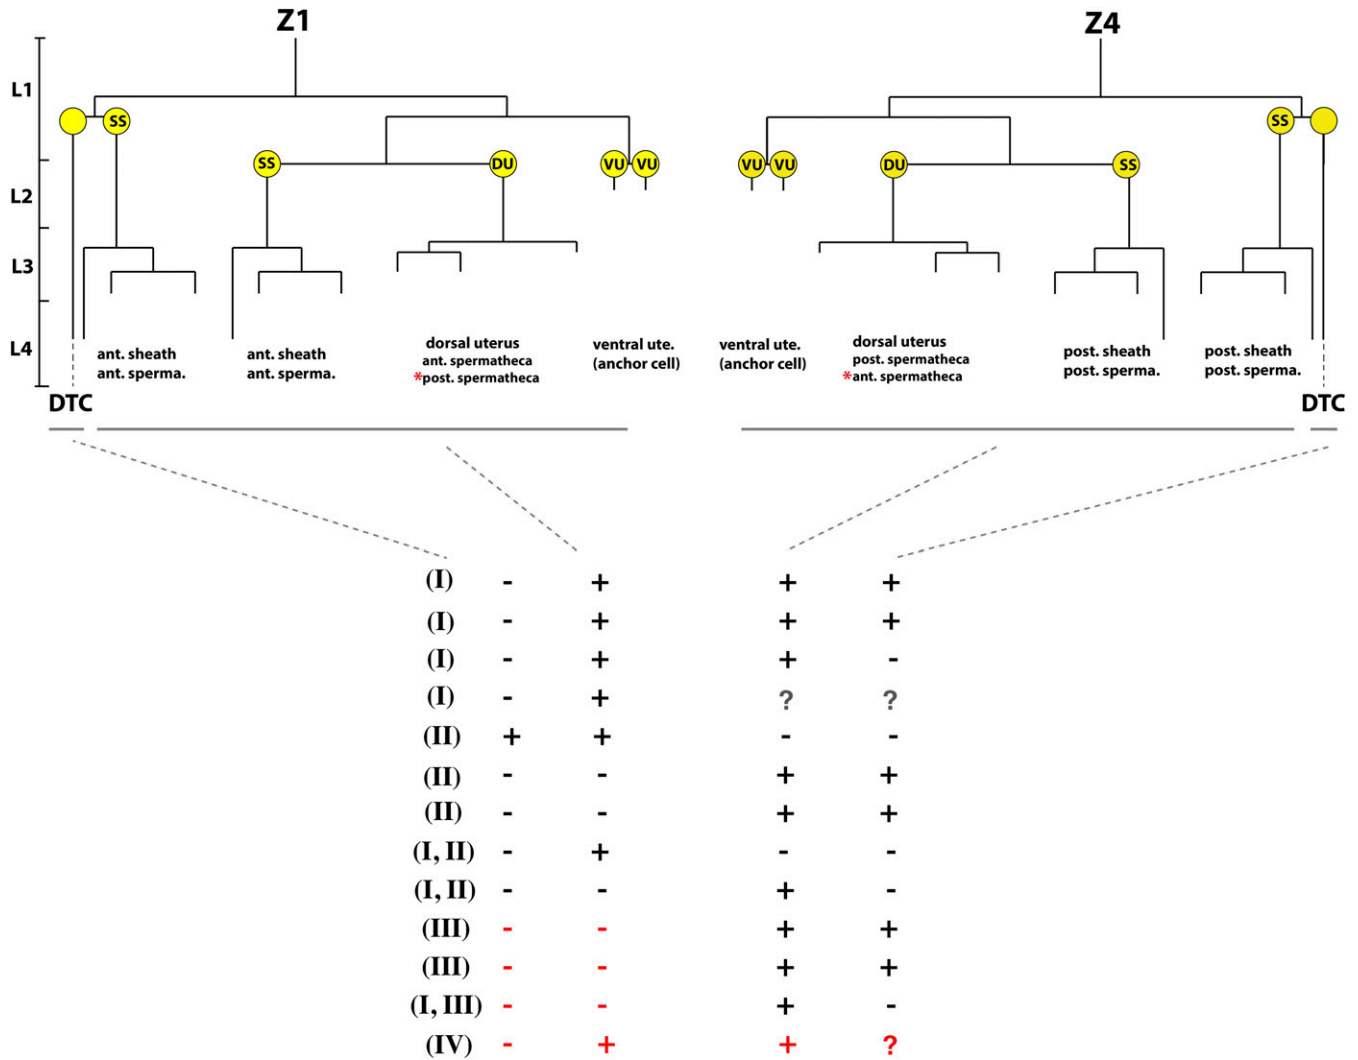 Z1 Z4
L1
SS SS
SS DU VU VU VU VU DU SS
L2
L3
L4
ant. sheath
ant. sperma.
ant. sheath
ant. sperma.
dorsal uterus
ant. spermatheca
*post. spermatheca
ventral ute.
(anchor cell)
ventral ute.
(anchor cell)
dorsal uterus
post. spermatheca
*ant. spermatheca
post. sheath
post. sperma.
post. sheath
post. sperma.
DTC DTC
(I) - + + +
(I) - + + +
(I) - + + -
(I) - + ? ?
(II) + + - -
(II) - - + +
(II) - - + +
(I, II) - + - -
(I, II) - - + -
(III) - - + +
(III) - - + +
(I, III) - - + -
(IV) - + + ?